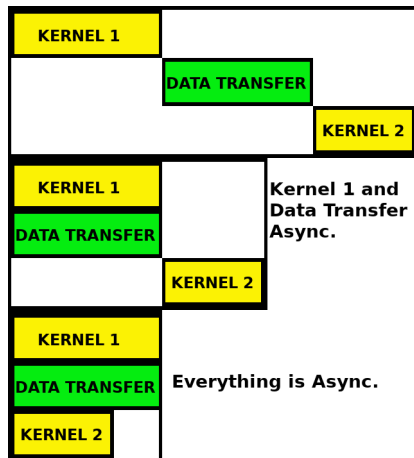 KERNEL 1
DATA TRANSFER
KERNEL 2
KERNEL 1
DATA TRANSFER
KERNEL 2
Kernel 1 and
Data Transfer
Async.
KERNEL 1
DATA TRANSFER
KERNEL 2
Everything is Async.